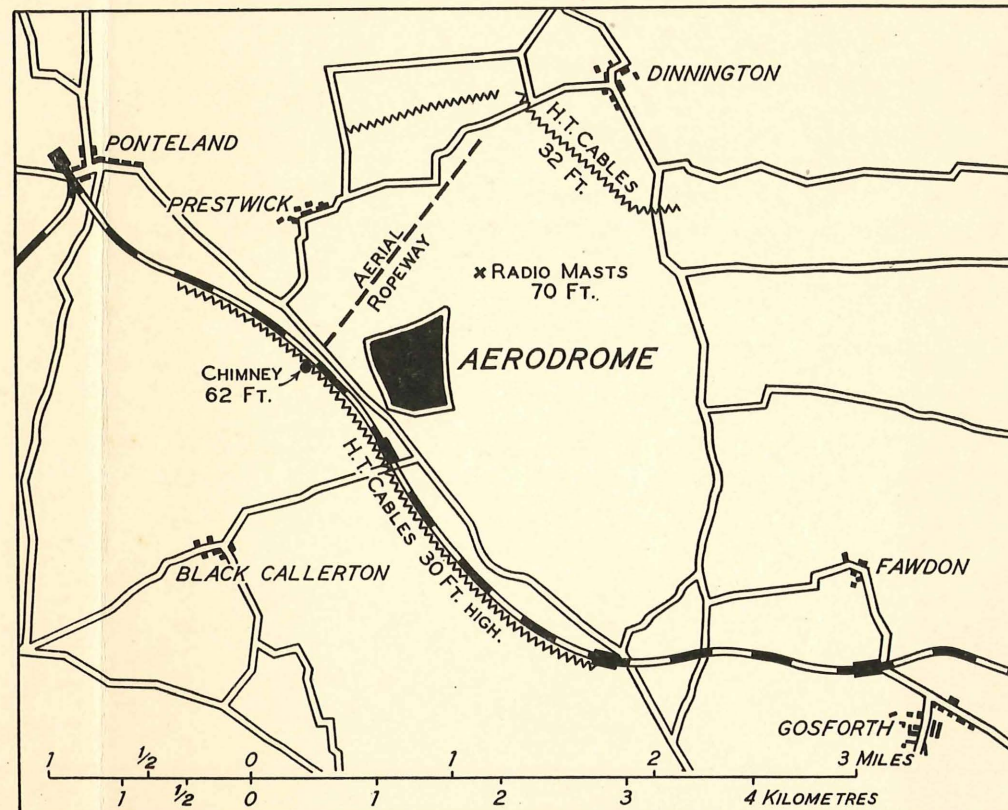 DINNINGTON
H.T. CABLES
32 FT.
PONTELAND
PRESTWICK
AERIAL
ROPEWAY
RADIO MASTS
70 FT.
AERODROME
CHIMNEY
62 FT.
H.T. CABLES 30 FT. HIGH.
BLACK CALLERTON
FAWDON
GOSFORTH
1 1/2 0 1 2 3 MILES
1 1/2 0 1 2 3 4 KILOMETRES